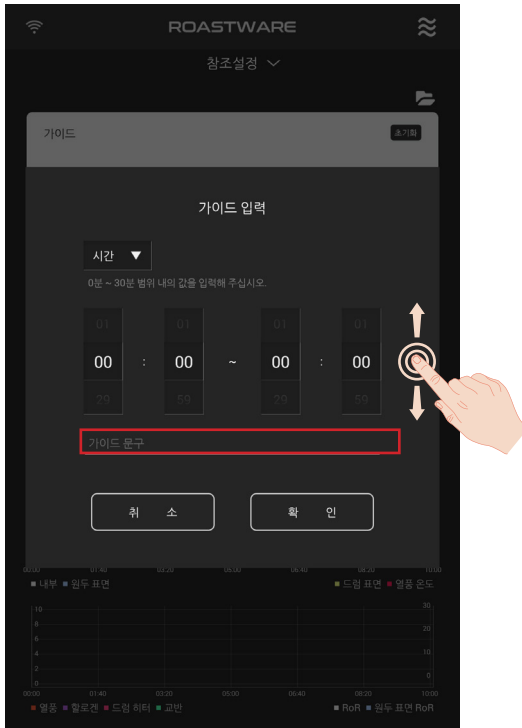 ROASTWARE
참조설정
가이드 초기화
가이드 입력
시간 ▼
0분 ~ 30분 범위 내의 값을 입력해 주십시오.
01 01 01 01
00 : 00 ~ 00 : 00
29 59 29 59
가이드 문구
취 소 확 인
00:00 01:40 03:20 05:00 06:40 08:20 10:00
내부 원두 표면 드럼 표면 열풍 온도
10 30
8
6 20
4 10
2
0 0
00:00 01:40 03:20 05:00 06:40 08:20 10:00
열풍 할로겐 드럼 히터 교반 RoR 원두 표면 RoR